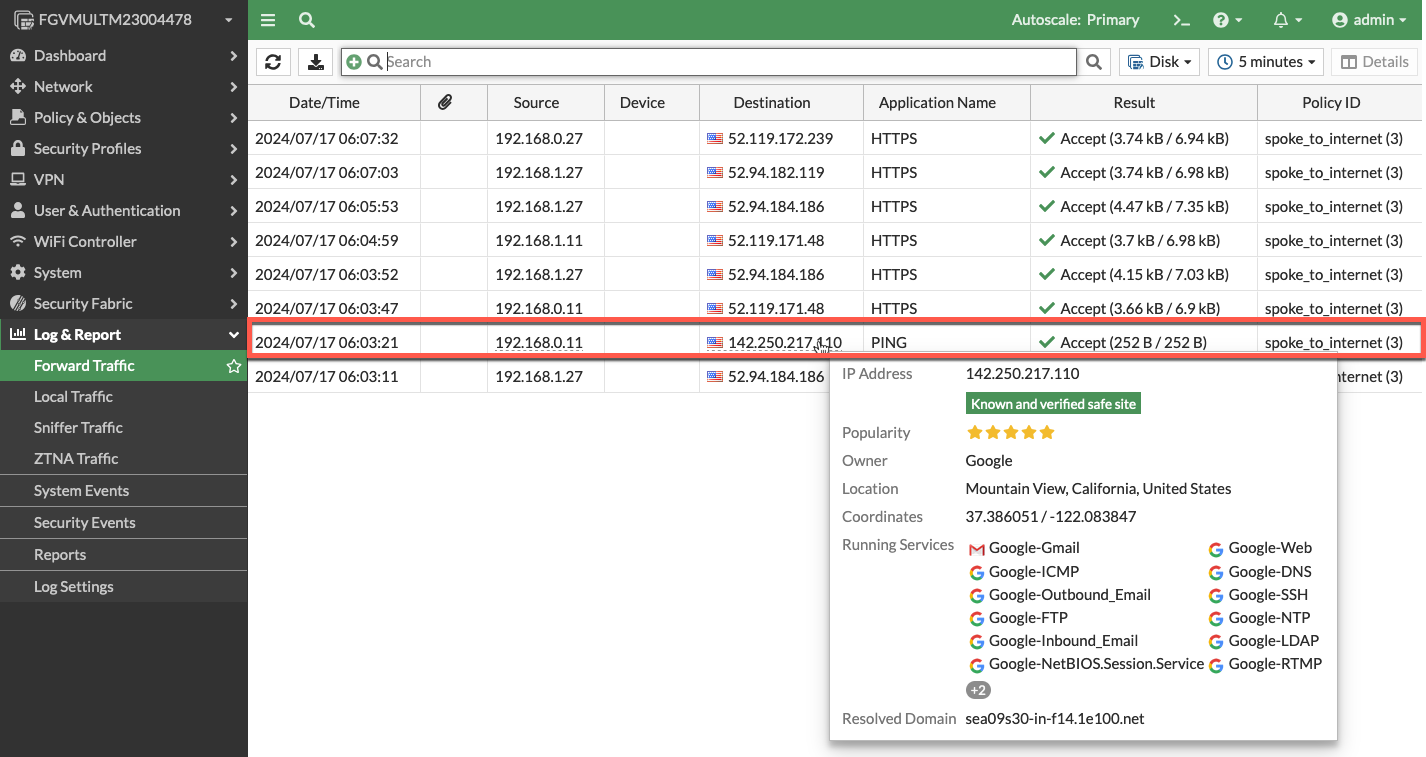 FGVMULTM23004478
Autoscale: Primary
admin
Dashboard
Network
Policy & Objects
Security Profiles
VPN
User & Authentication
WiFi Controller
System
Security Fabric
Log & Report
Forward Traffic
Local Traffic
Sniffer Traffic
ZTNA Traffic
System Events
Security Events
Reports
Log Settings
Search Disk 5 minutes Details
Date/Time Source Device Destination Application Name Result Policy ID
2024/07/17 06:07:32 192.168.0.27 52.119.172.239 HTTPS Accept (3.74 kB / 6.94 kB) spoke_to_internet (3)
2024/07/17 06:07:03 192.168.1.27 52.94.182.119 HTTPS Accept (3.74 kB / 6.98 kB) spoke_to_internet (3)
2024/07/17 06:05:53 192.168.1.27 52.94.184.186 HTTPS Accept (4.47 kB / 7.35 kB) spoke_to_internet (3)
2024/07/17 06:04:59 192.168.1.11 52.119.171.48 HTTPS Accept (3.7 kB / 6.98 kB) spoke_to_internet (3)
2024/07/17 06:03:52 192.168.1.27 52.94.184.186 HTTPS Accept (4.15 kB / 7.03 kB) spoke_to_internet (3)
2024/07/17 06:03:47 192.168.0.11 52.119.171.48 HTTPS Accept (3.66 kB / 6.9 kB) spoke_to_internet (3)
2024/07/17 06:03:21 192.168.0.11 142.250.217.110 PING Accept (252 B / 252 B) spoke_to_internet (3)
2024/07/17 06:03:11 192.168.1.27 52.94.184.186 nternet (3)
IP Address 142.250.217.110
Known and verified safe site
Popularity
Owner Google
Location Mountain View, California, United States
Coordinates 37.386051 / -122.083847
Running Services Google-Gmail Google-Web
Google-ICMP Google-DNS
Google-Outbound_Email Google-SSH
Google-FTP Google-NTP
Google-Inbound_Email Google-LDAP
Google-NetBIOS.Session.Service Google-RTMP
+2
Resolved Domain sea09s30-in-f14.1e100.net